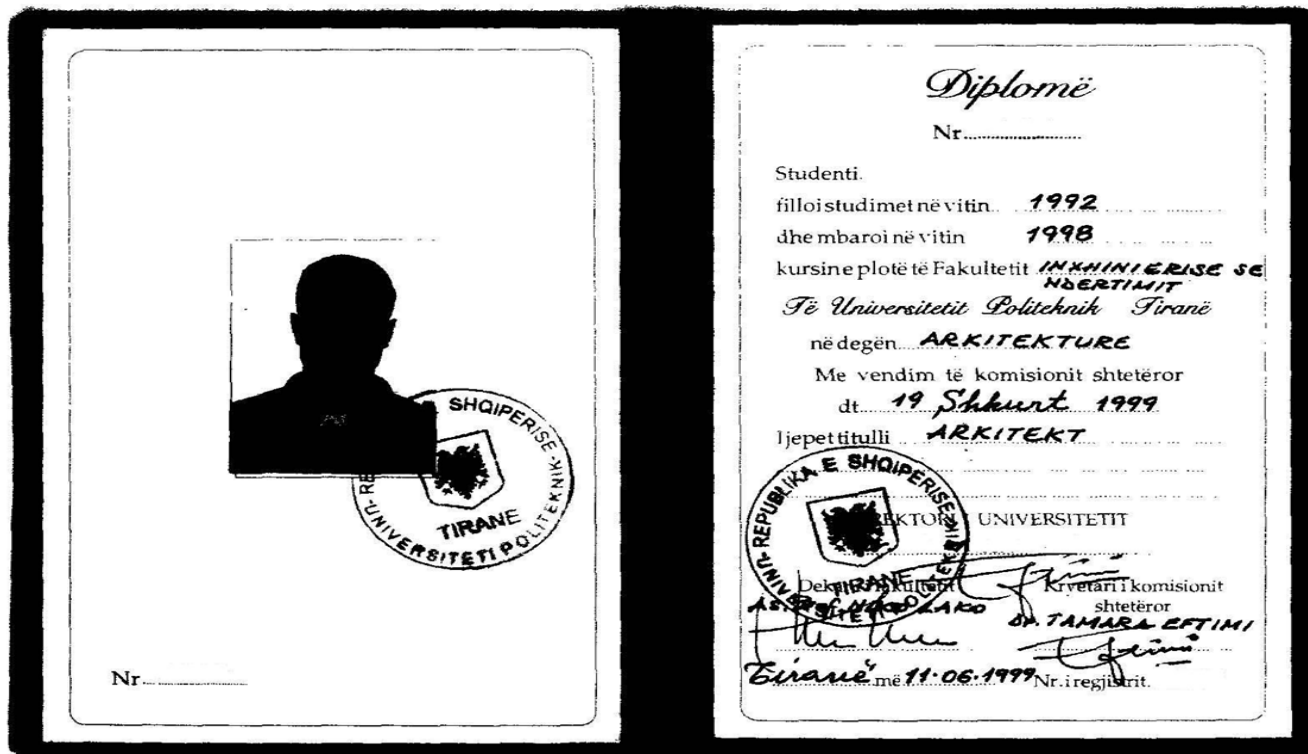 SHQIPERISE
TIRANE
UNIVERSITETI POLITEKNIK
Nr.
Diplomë
Nr.
Studenti.
filloi studimet në vitin 1992
dhe mbaroi në vitin 1998
kursin e plotë të Fakultetit INXHINIERISE SE
NDERTIMIT
Të Universitetit Politeknik Tiranë
në degën ARKITEKTURE
Me vendim të komisionit shtetëror
dt. 19 Shkurt 1999
I jepet titulli ARKITEKT
REPUBLIKA E SHQIPERISE
UNIVERSITETIT
TIRANE
Kryetari i komisionit
shtetëror
LAKO
Dr. TAMARA EFTIMI
Tiranë më 11.06.1999 Nr. i regjistrit.